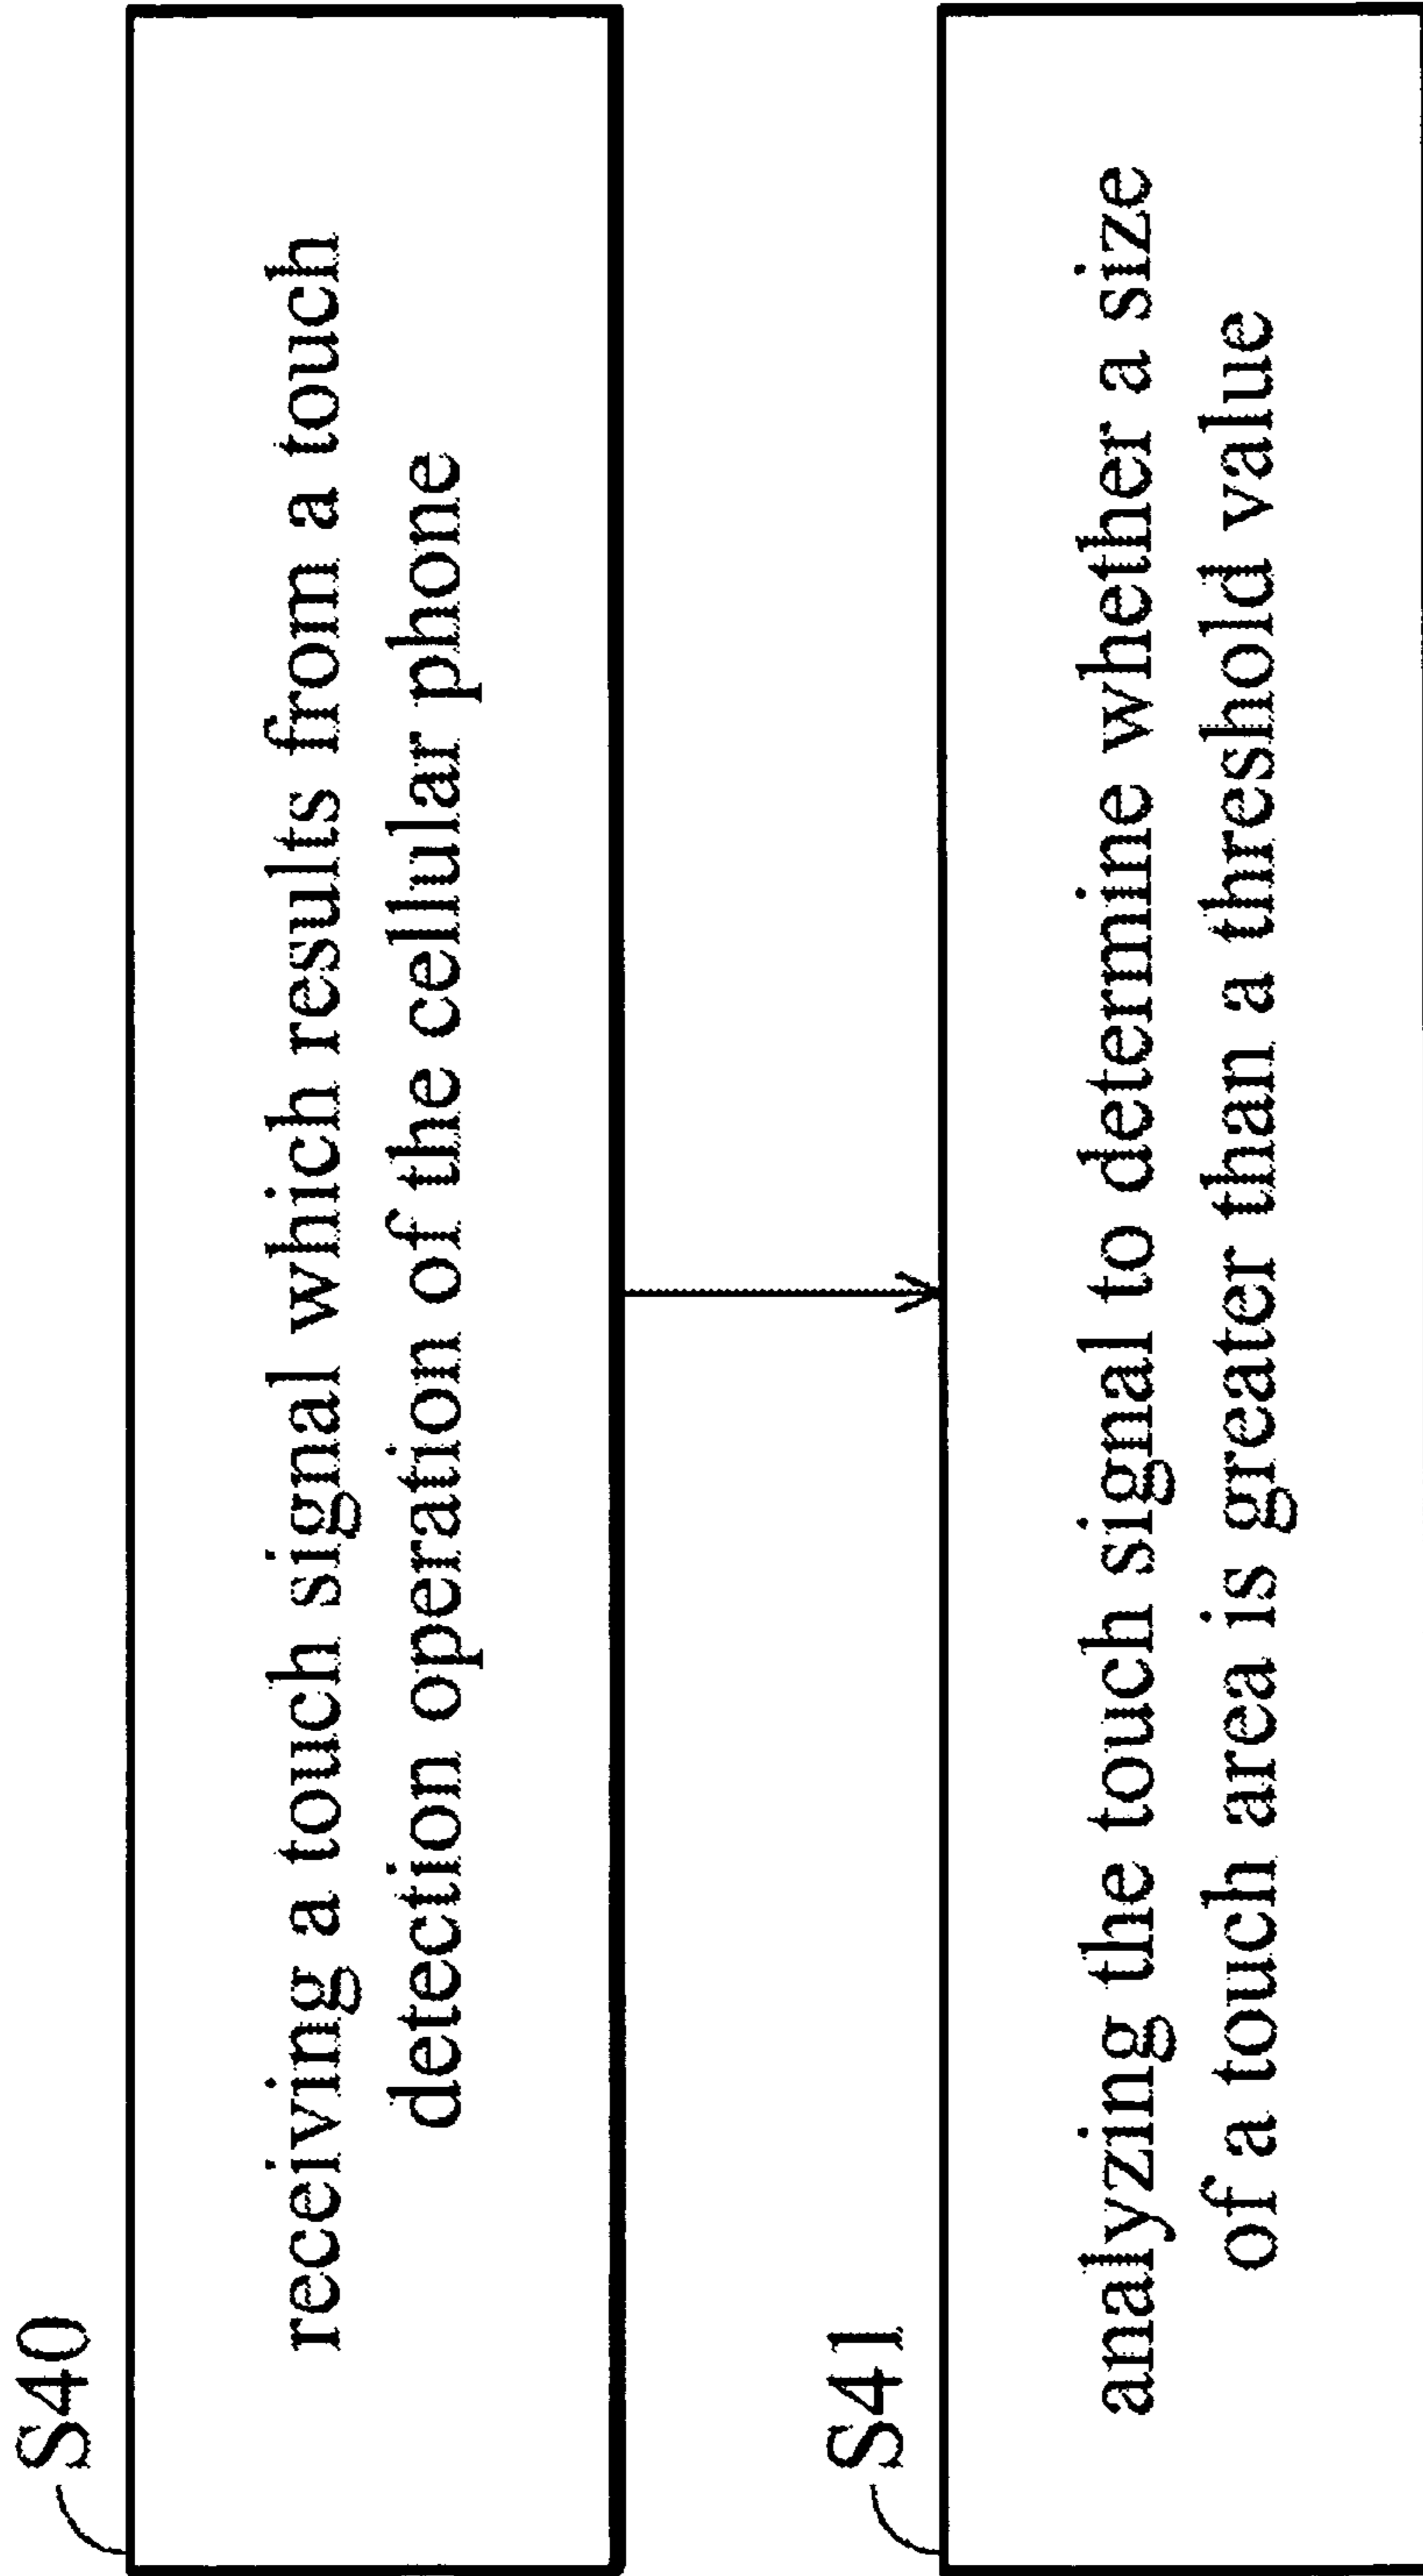 S40
receiving a touch signal which results from a touch
detection operation of the cellular phone
S41
analyzing the touch signal to determine whether a size
of a touch area is greater than a threshold value